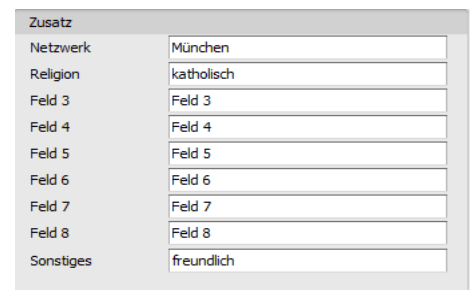 Zusatz
Netzwerk München
Religion katholisch
Feld 3 Feld 3
Feld 4 Feld 4
Feld 5 Feld 5
Feld 6 Feld 6
Feld 7 Feld 7
Feld 8 Feld 8
Sonstiges freundlich